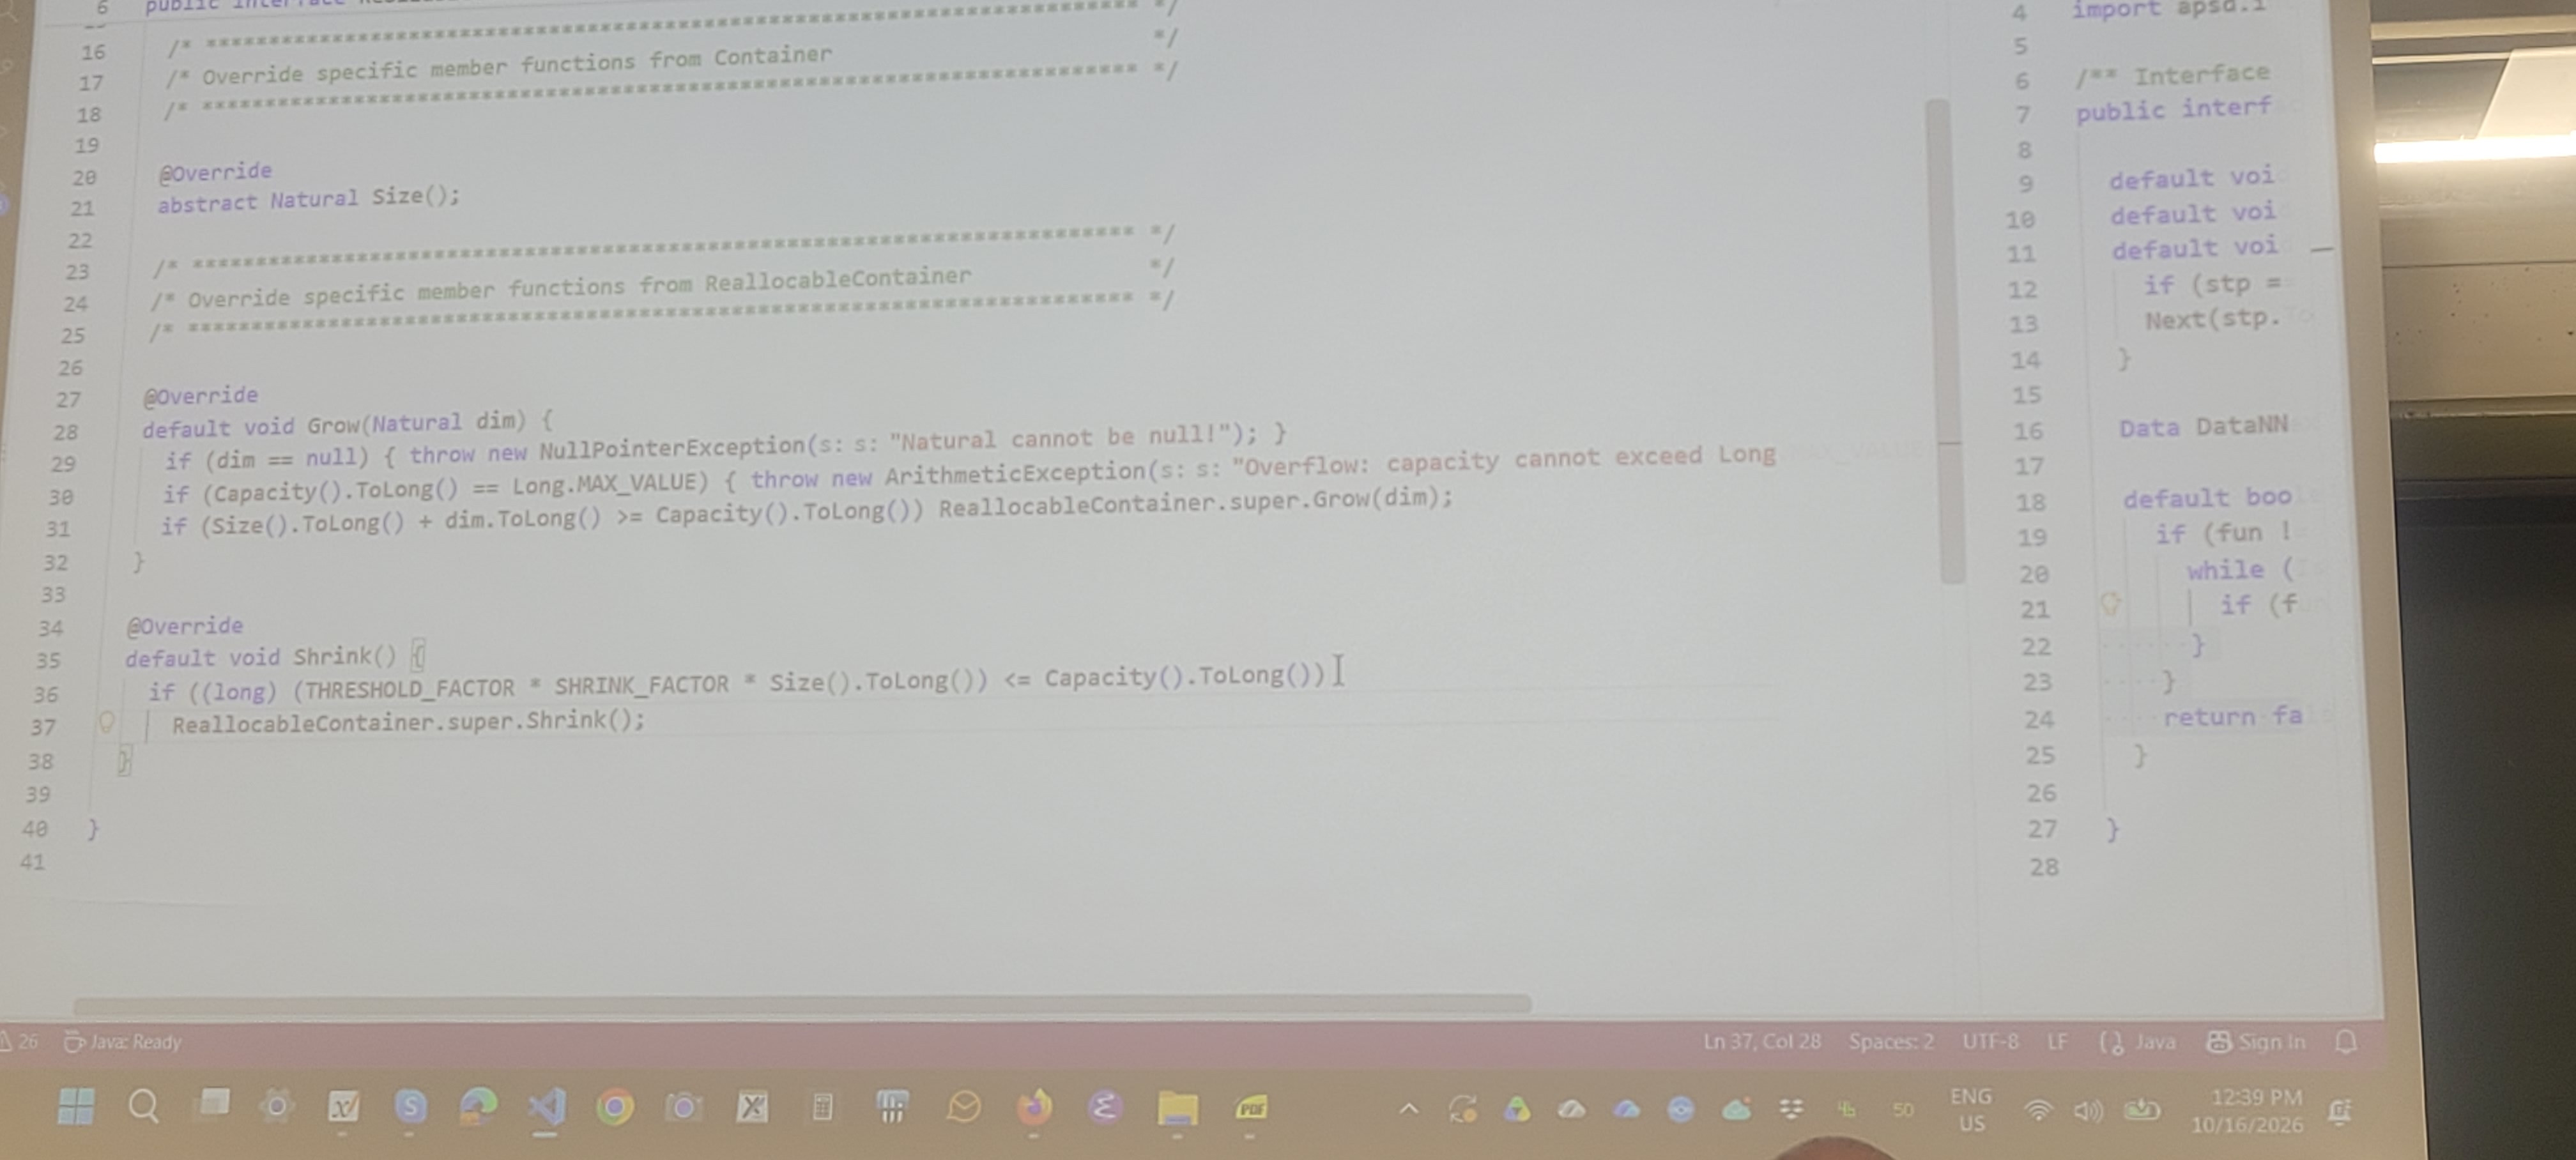 6 public interface
16 /* ************************************************************************** */
17 /* Override specific member functions from Container */
18 /* ************************************************************************** */
19
20 @Override
21 abstract Natural Size();
22
23 /* ************************************************************************** */
24 /* Override specific member functions from ReallocableContainer */
25 /* ************************************************************************** */
26
27 @Override
28 default void Grow(Natural dim) {
29 if (dim == null) { throw new NullPointerException(s: s: "Natural cannot be null!"); }
30 if (Capacity().ToLong() == Long.MAX_VALUE) { throw new ArithmeticException(s: s: "Overflow: capacity cannot exceed Long
31 if (Size().ToLong() + dim.ToLong() >= Capacity().ToLong()) ReallocableContainer.super.Grow(dim);
32 }
33
34 @Override
35 default void Shrink() {
36 if ((long) (THRESHOLD_FACTOR * SHRINK_FACTOR * Size().ToLong()) <= Capacity().ToLong())
37 ReallocableContainer.super.Shrink();
38 }
39
40 }
41
4 import apsd.i
5
6 /** Interface
7 public interf
8
9 default voi
10 default voi
11 default voi
12 if (stp =
13 Next(stp.
14 }
15
16 Data DataNN
17
18 default boo
19 if (fun !
20 while (
21 if (f
22 }
23 }
24 return fa
25 }
26
27 }
28
26 Java: Ready
Ln 37, Col 28 Spaces: 2 UTF-8 LF Java Sign In
PDF
50
ENG
US
12:39 PM
10/16/2026